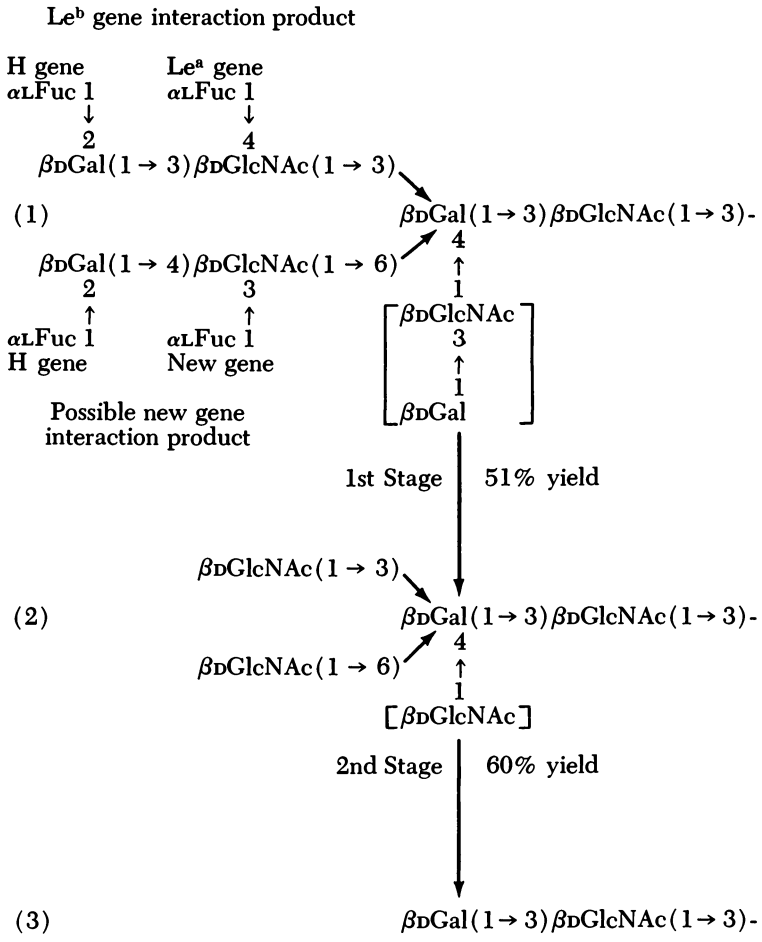 Leᵇ gene interaction product
H gene Leᵃ gene
αLFuc 1 αLFuc 1
↓ ↓
2 4
βDGal(1 → 3)βDGlcNAc(1 → 3)
(1) βDGal(1 → 3)βDGlcNAc(1 → 3)-
4
βDGal(1 → 4)βDGlcNAc(1 → 6) ↑
2 3 1
↑ ↑ [βDGlcNAc]
αLFuc 1 αLFuc 1 3
H gene New gene ↑
1
Possible new gene βDGal
interaction product
1st Stage 51% yield
βDGlcNAc(1 → 3)
(2) βDGal(1 → 3)βDGlcNAc(1 → 3)-
4
βDGlcNAc(1 → 6) ↑
1
[βDGlcNAc]
2nd Stage 60% yield
(3) βDGal(1 → 3)βDGlcNAc(1 → 3)-